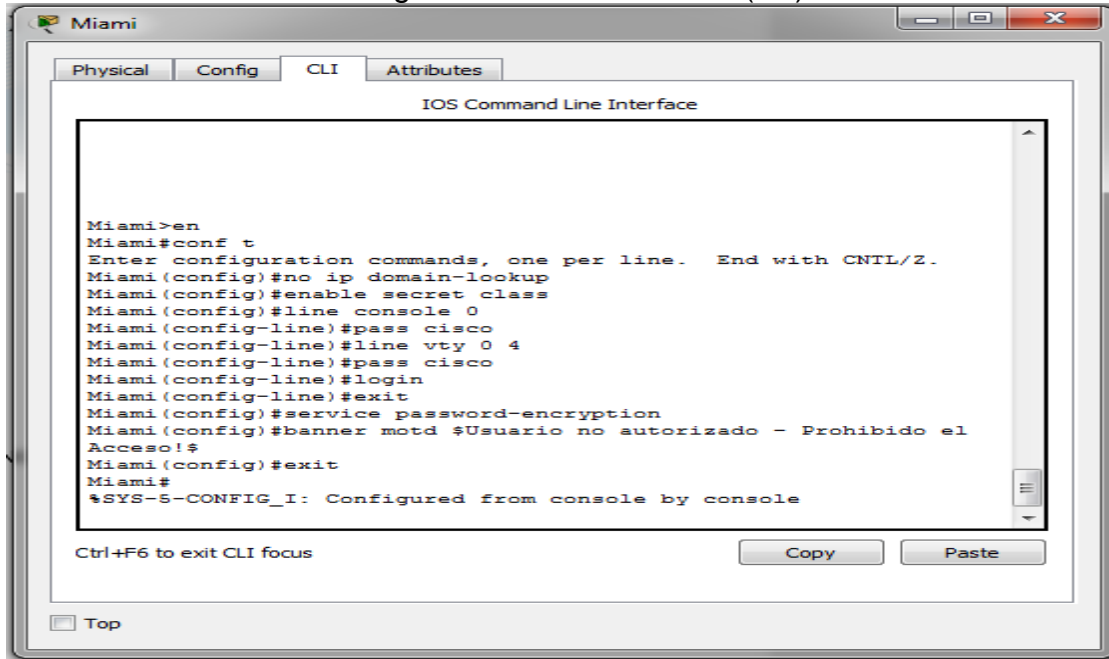 Miami
Physical Config CLI Attributes
IOS Command Line Interface
Miami>en
Miami#conf t
Enter configuration commands, one per line.  End with CNTL/Z.
Miami(config)#no ip domain-lookup
Miami(config)#enable secret class
Miami(config)#line console 0
Miami(config-line)#pass cisco
Miami(config-line)#line vty 0 4
Miami(config-line)#pass cisco
Miami(config-line)#login
Miami(config-line)#exit
Miami(config)#service password-encryption
Miami(config)#banner motd $Usuario no autorizado - Prohibido el
Acceso!$
Miami(config)#exit
Miami#
%SYS-5-CONFIG_I: Configured from console by console
Ctrl+F6 to exit CLI focus
Copy Paste
Top